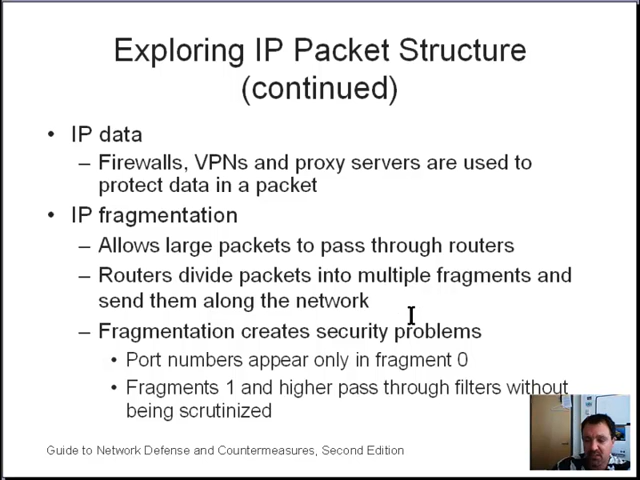 Exploring IP Packet Structure
(continued)
• IP data
– Firewalls, VPNs and proxy servers are used to
protect data in a packet
• IP fragmentation
– Allows large packets to pass through routers
– Routers divide packets into multiple fragments and
send them along the network
– Fragmentation creates security problems
• Port numbers appear only in fragment 0
• Fragments 1 and higher pass through filters without
being scrutinized
Guide to Network Defense and Countermeasures, Second Edition